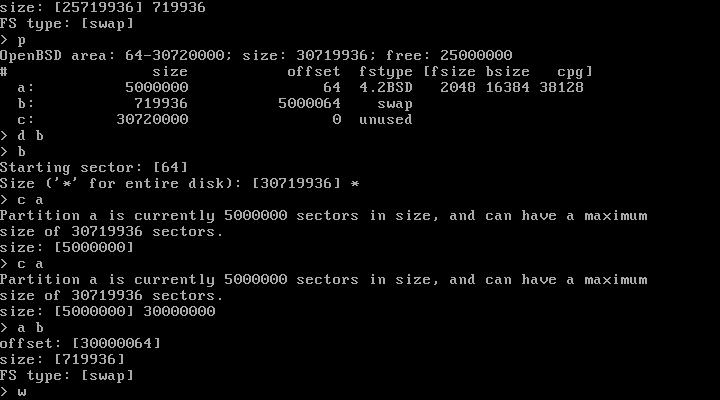 size: [25719936] 719936
FS type: [swap]
> p
OpenBSD area: 64-30720000; size: 30719936; free: 25000000
#                size           offset  fstype [fsize bsize   cpg]
  a:          5000000               64  4.2BSD   2048 16384 38128
  b:           719936          5000064    swap
  c:         30720000                0  unused
> d b
> b
Starting sector: [64]
Size ('*' for entire disk): [30719936] *
> c a
Partition a is currently 5000000 sectors in size, and can have a maximum
size of 30719936 sectors.
size: [5000000]
> c a
Partition a is currently 5000000 sectors in size, and can have a maximum
size of 30719936 sectors.
size: [5000000] 30000000
> a b
offset: [30000064]
size: [719936]
FS type: [swap]
> w